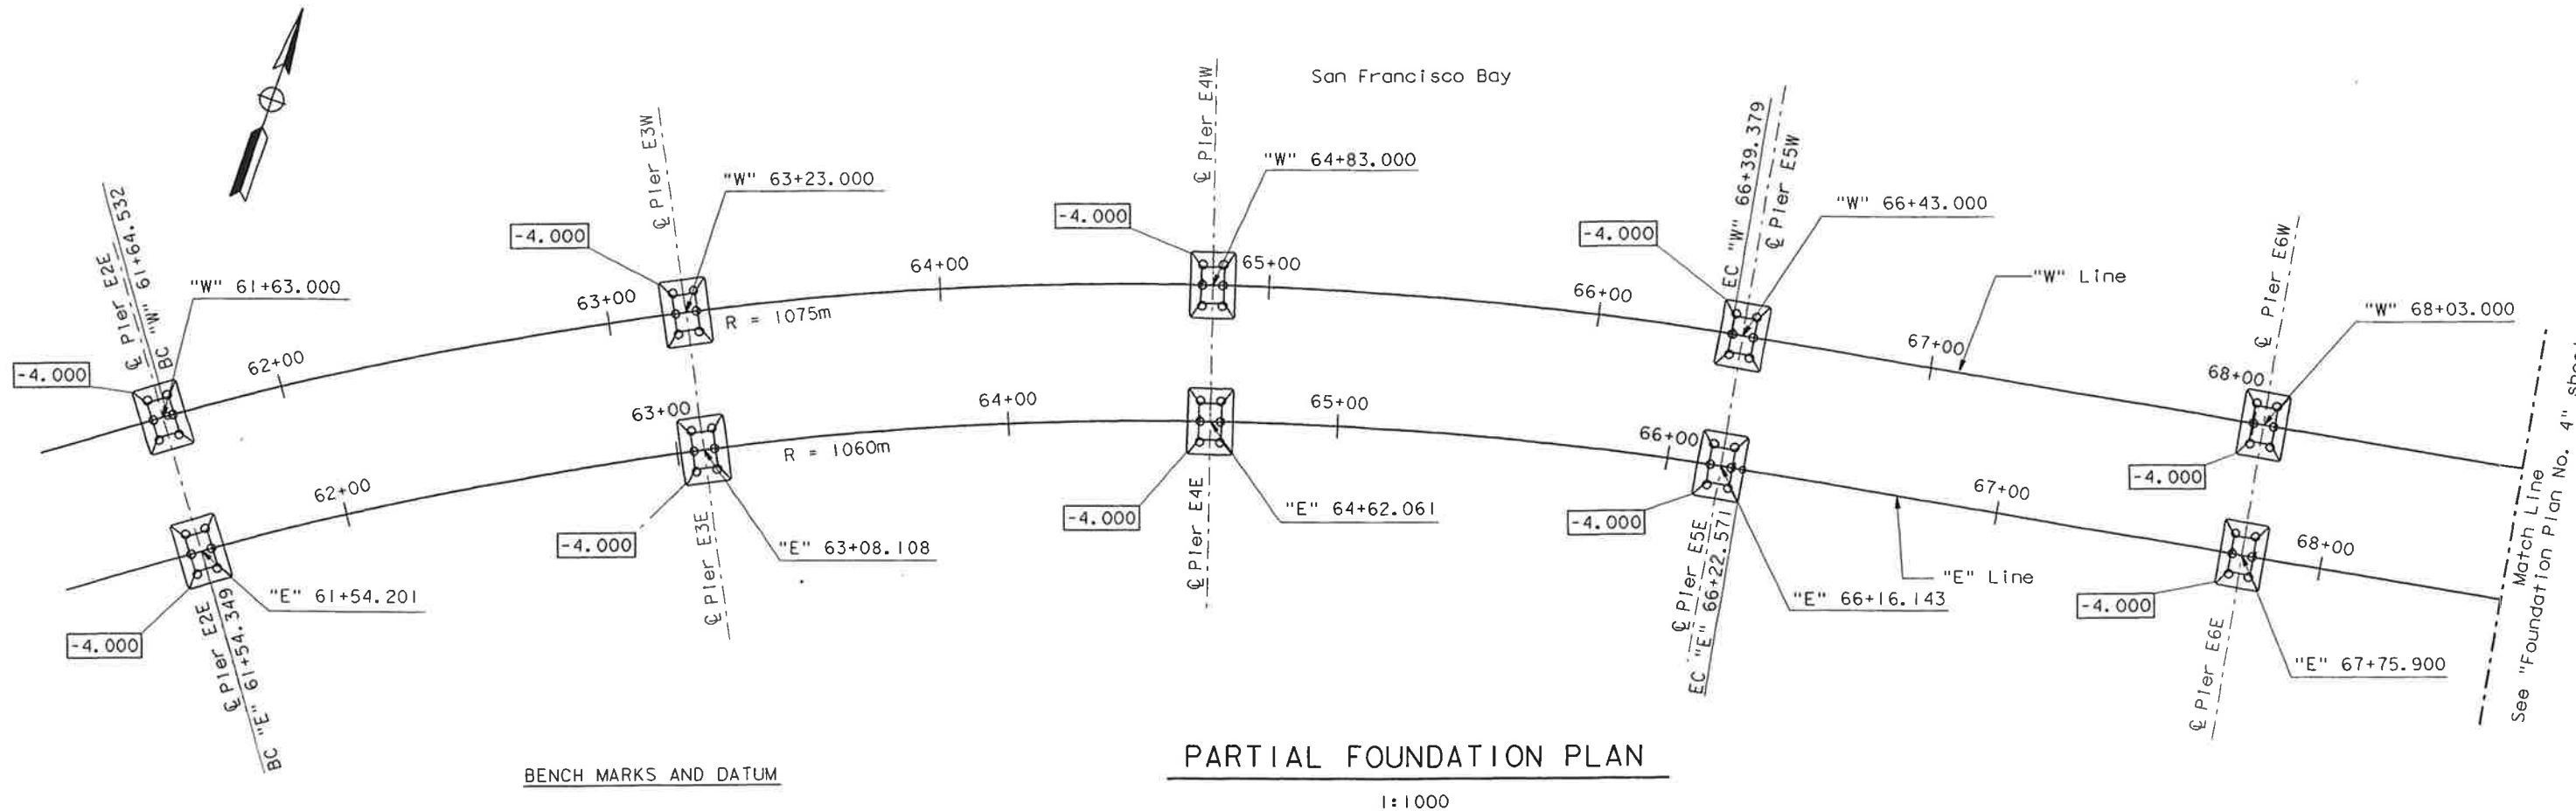 San Francisco Bay
BC "W" 61+64.532
℄ Pier E2E
"W" 61+63.000
-4.000
62+00
63+00
-4.000
℄ Pier E3W
"W" 63+23.000
R = 1075m
64+00
-4.000
℄ Pier E4W
"W" 64+83.000
65+00
66+00
-4.000
EC "W" 66+39.379
℄ Pier E5W
"W" 66+43.000
67+00
"W" Line
68+00
℄ Pier E6W
"W" 68+03.000
-4.000
-4.000
℄ Pier E2E
BC "E" 61+54.349
"E" 61+54.201
62+00
63+00
-4.000
℄ Pier E3E
"E" 63+08.108
R = 1060m
64+00
-4.000
℄ Pier E4E
"E" 64+62.061
65+00
66+00
-4.000
℄ Pier E5E
EC "E" 66+22.571
"E" 66+16.143
"E" Line
67+00
-4.000
℄ Pier E6E
"E" 67+75.900
68+00
Match Line
See "Foundation Plan No. 4"
BENCH MARKS AND DATUM
PARTIAL FOUNDATION PLAN
1:1000